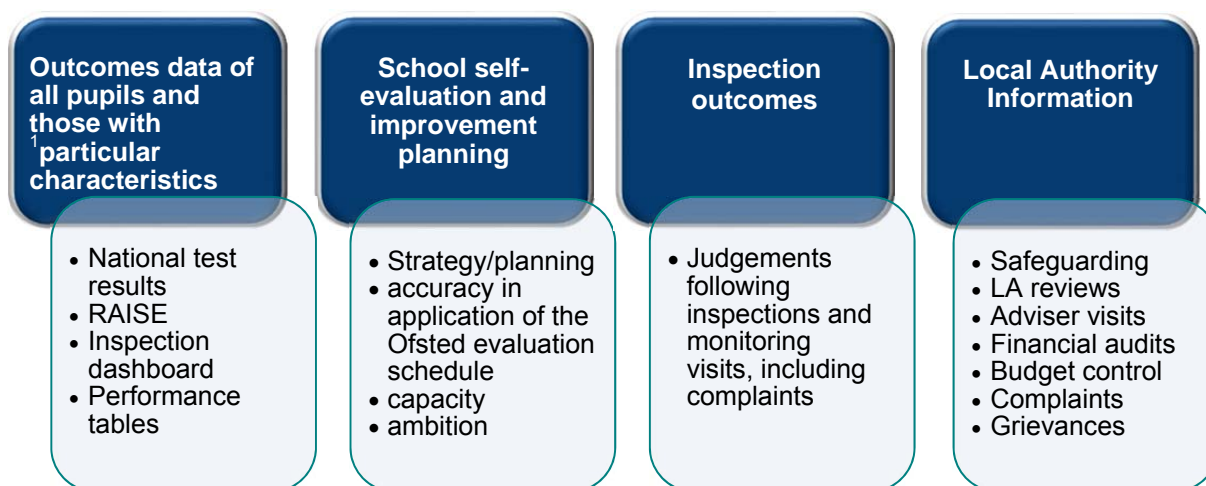 Outcomes data of
all pupils and
those with
¹particular
characteristics
• National test
results
• RAISE
• Inspection
dashboard
• Performance
tables
School self-
evaluation and
improvement
planning
• Strategy/planning
• accuracy in
application of the
Ofsted evaluation
schedule
• capacity
• ambition
Inspection
outcomes
• Judgements
following
inspections and
monitoring
visits, including
complaints
Local Authority
Information
• Safeguarding
• LA reviews
• Adviser visits
• Financial audits
• Budget control
• Complaints
• Grievances